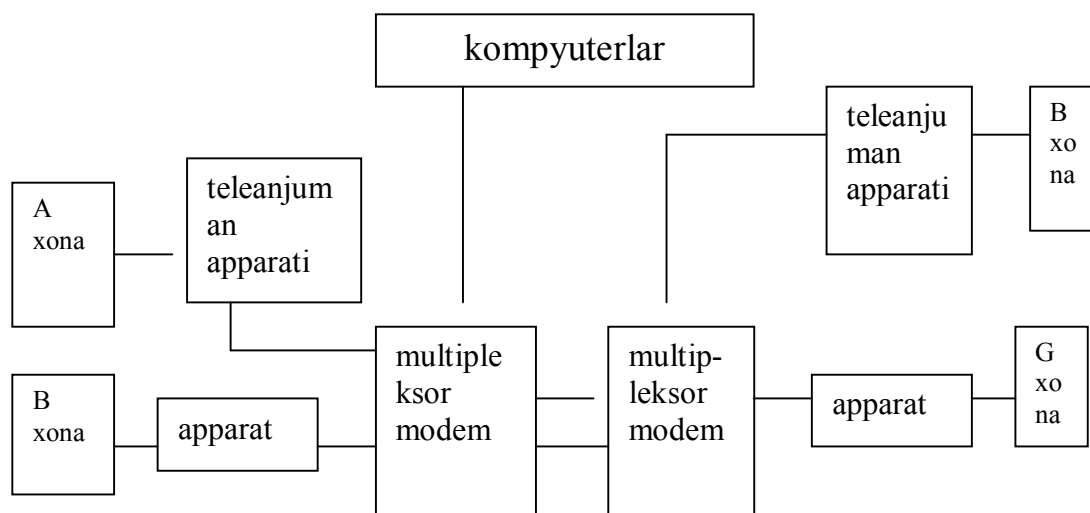 kompyuterlar
teleanju
man
apparati
B
xo
na
A
xona
teleanjum
an
apparati
multiple
ksor
modem
multip-
leksor
modem
G
xo
na
B
xona
apparat
apparat